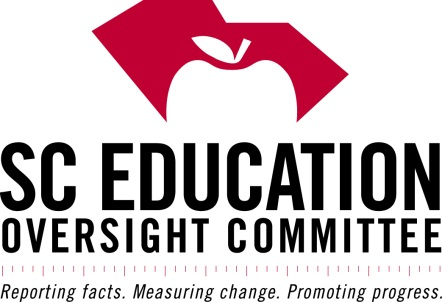 SC EDUCATION
OVERSIGHT COMMITTEE
Reporting facts. Measuring change. Promoting progress.